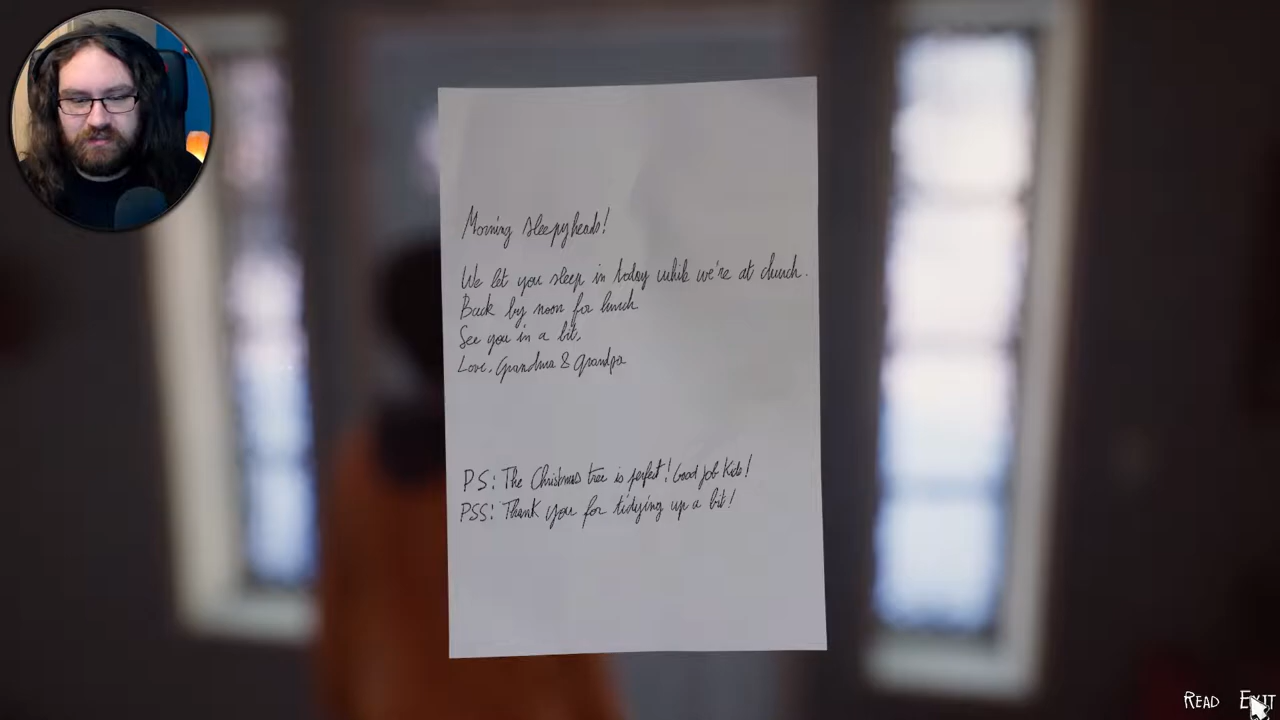 Morning sleepyheads!
We let you sleep in today while we're at church.
Back by noon for lunch
See you in a bit,
Love, Grandma & Grandpa
PS: The Christmas tree is perfect! Good job Kids!
PSS: Thank you for tidying up a bit!
READ EXIT